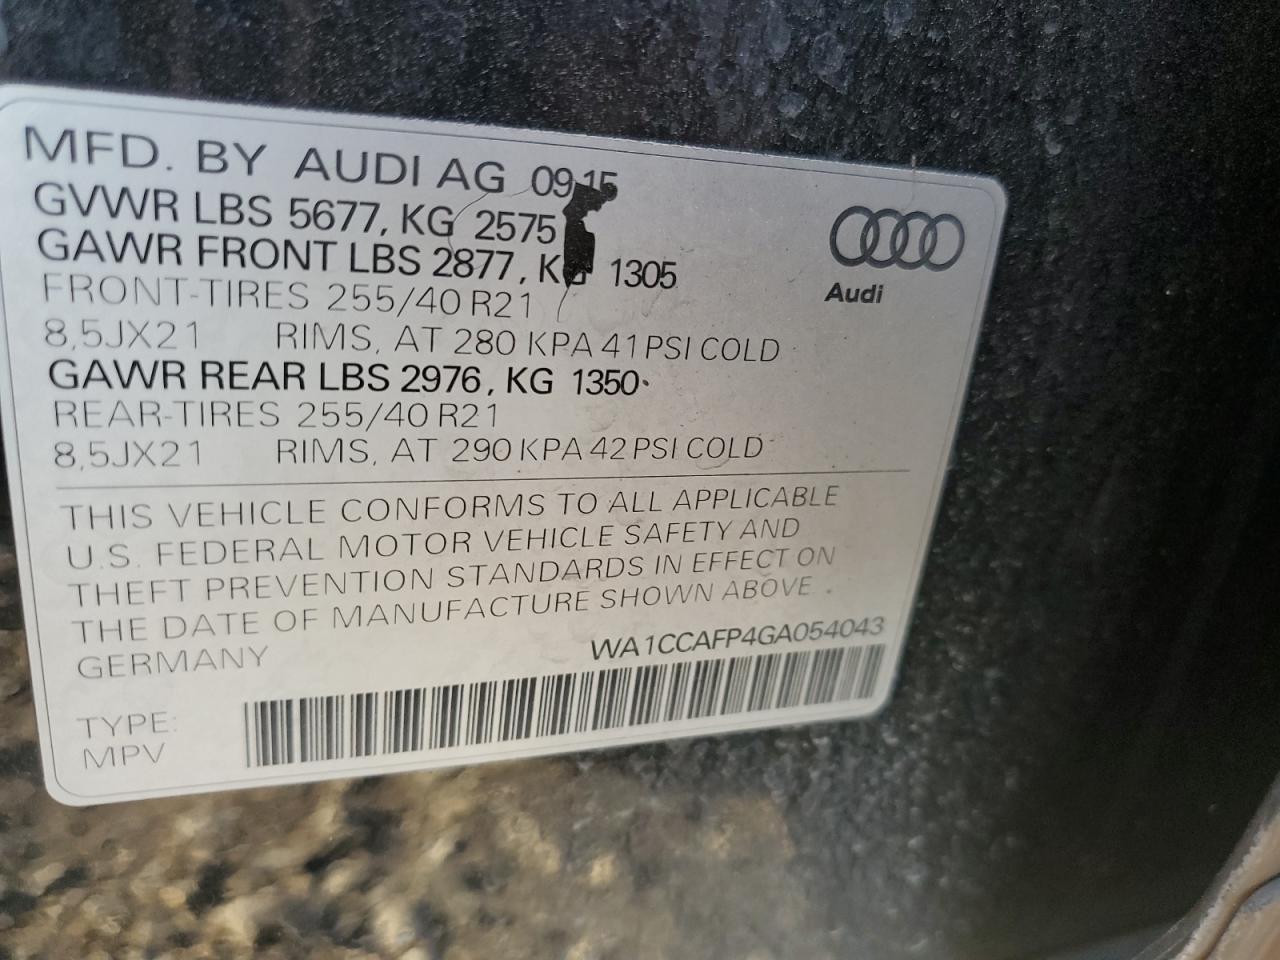 MFD. BY AUDI AG 09 15
GVWR LBS 5677, KG 2575
GAWR FRONT LBS 2877, KG 1305
FRONT-TIRES 255/40 R21
8,5JX21 RIMS, AT 280 KPA 41 PSI COLD
GAWR REAR LBS 2976, KG 1350
REAR-TIRES 255/40 R21
8,5JX21 RIMS, AT 290 KPA 42 PSI COLD
Audi
THIS VEHICLE CONFORMS TO ALL APPLICABLE
U.S. FEDERAL MOTOR VEHICLE SAFETY AND
THEFT PREVENTION STANDARDS IN EFFECT ON
THE DATE OF MANUFACTURE SHOWN ABOVE.
GERMANY WA1CCAFP4GA054043
TYPE:
MPV